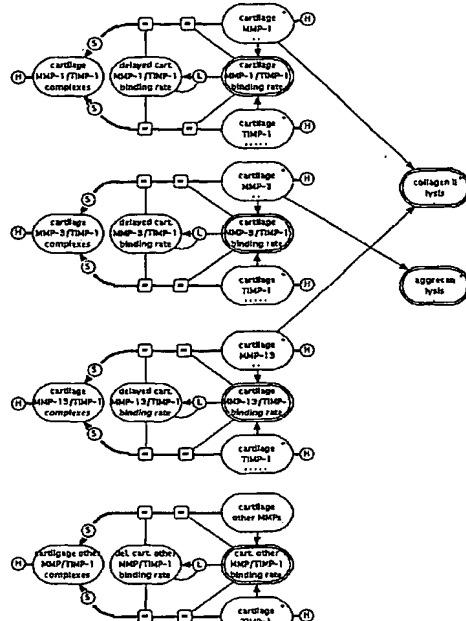 cartilage
MMP-1
H
S
cartilage
MMP-1/TIMP-1
complexes
H
delayed cart.
MMP-1/TIMP-1
binding rate
L
cartilage
MMP-1/TIMP-1
binding rate
S
cartilage
TIMP-1
H
collagen II
lysis
cartilage
MMP-3
H
S
cartilage
MMP-3/TIMP-1
complexes
H
delayed cart.
MMP-3/TIMP-1
binding rate
L
cartilage
MMP-3/TIMP-1
binding rate
S
cartilage
TIMP-1
H
aggrecan
lysis
cartilage
MMP-13
H
S
cartilage
MMP-13/TIMP-1
complexes
H
delayed cart.
MMP-13/TIMP-1
binding rate
L
cartilage
MMP-13/TIMP-1
binding rate
S
cartilage
TIMP-1
H
cartilage
other MMPs
S
cartilgage other
MMP/TIMP-1
complexes
H
del. cart. other
MMP/TIMP-1
binding rate
L
cart. other
MMP/TIMP-1
binding rate
S
cartilage
TIMP-1
H